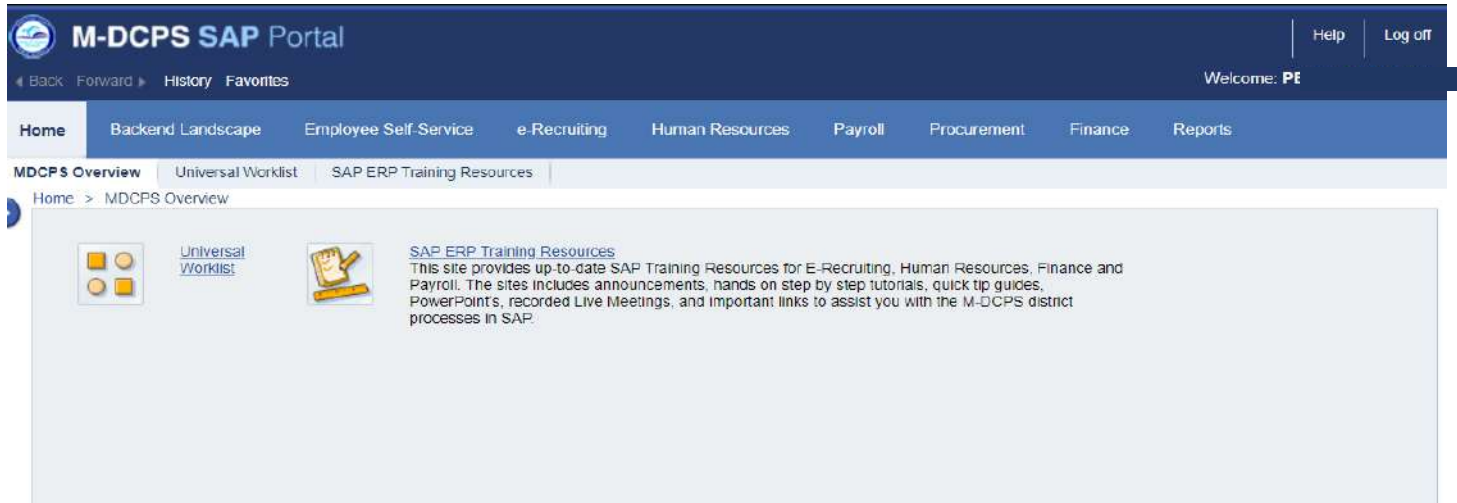 M-DCPS SAP Portal
Help Log off
Back Forward History Favorites
Welcome: PE
Home Backend Landscape Employee Self-Service e-Recruiting Human Resources Payroll Procurement Finance Reports
MDCPS Overview Universal Worklist SAP ERP Training Resources
Home > MDCPS Overview
Universal
Worklist
SAP ERP Training Resources
This site provides up-to-date SAP Training Resources for E-Recruiting, Human Resources, Finance and
Payroll. The sites includes announcements, hands on step by step tutorials, quick tip guides,
PowerPoint's, recorded Live Meetings, and important links to assist you with the M-DCPS district
processes in SAP.